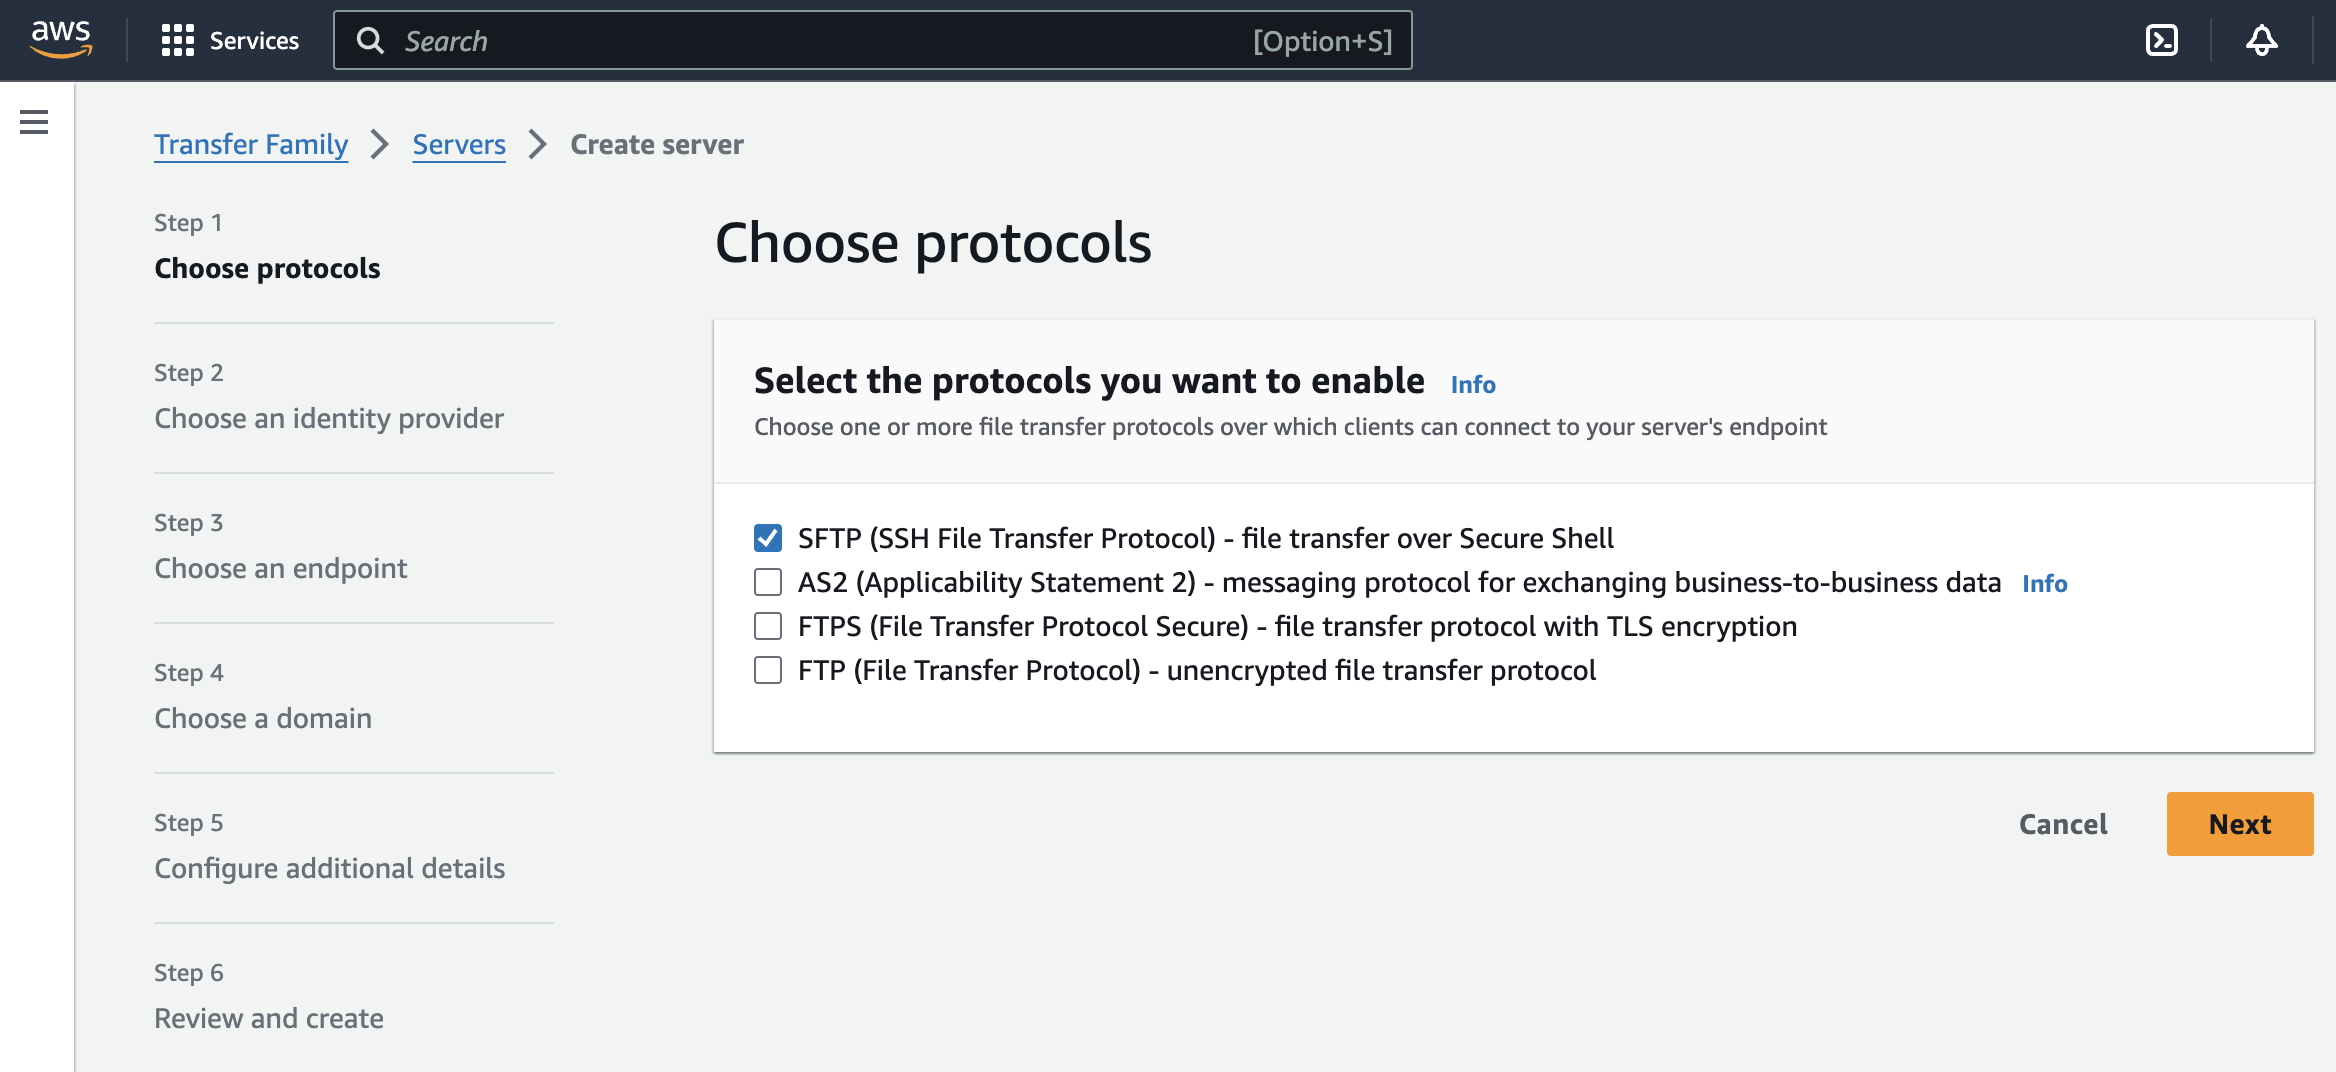 aws
Services
Search
[Option+S]
Transfer Family
Servers
Create server
Step 1
Choose protocols
Step 2
Choose an identity provider
Step 3
Choose an endpoint
Step 4
Choose a domain
Step 5
Configure additional details
Step 6
Review and create
Choose protocols
Select the protocols you want to enable Info
Choose one or more file transfer protocols over which clients can connect to your server's endpoint
SFTP (SSH File Transfer Protocol) - file transfer over Secure Shell
AS2 (Applicability Statement 2) - messaging protocol for exchanging business-to-business data Info
FTPS (File Transfer Protocol Secure) - file transfer protocol with TLS encryption
FTP (File Transfer Protocol) - unencrypted file transfer protocol
Cancel
Next